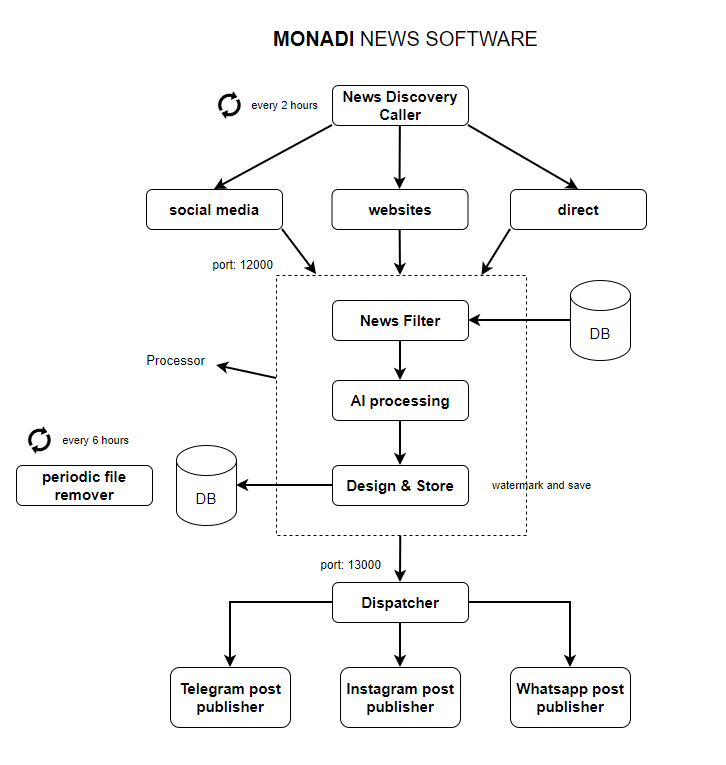 MONADI NEWS SOFTWARE
every 2 hours
News Discovery
Caller
social media
websites
direct
port: 12000
News Filter
DB
Processor
AI processing
every 6 hours
periodic file
remover
DB
Design & Store
watermark and save
port: 13000
Dispatcher
Telegram post
publisher
Instagram post
publisher
Whatsapp post
publisher